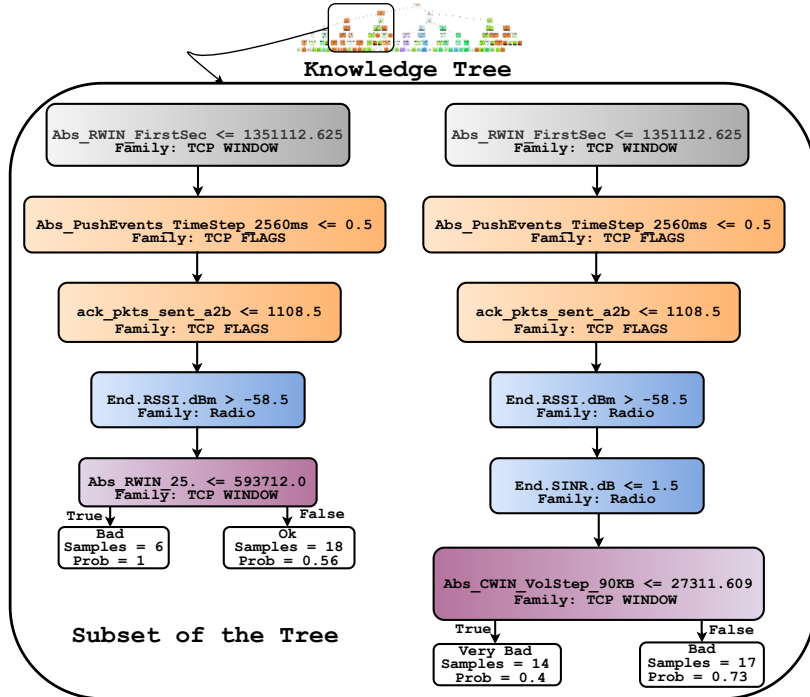 Knowledge Tree
Abs_RWIN_FirstSec <= 1351112.625
Family: TCP WINDOW
Abs_PushEvents_TimeStep_2560ms <= 0.5
Family: TCP FLAGS
ack_pkts_sent_a2b <= 1108.5
Family: TCP FLAGS
End.RSSI.dBm > -58.5
Family: Radio
Abs_RWIN_25. <= 593712.0
Family: TCP WINDOW
True
False
Bad
Samples = 6
Prob = 1
Ok
Samples = 18
Prob = 0.56
Subset of the Tree
Abs_RWIN_FirstSec <= 1351112.625
Family: TCP WINDOW
Abs_PushEvents_TimeStep_2560ms <= 0.5
Family: TCP FLAGS
ack_pkts_sent_a2b <= 1108.5
Family: TCP FLAGS
End.RSSI.dBm > -58.5
Family: Radio
End.SINR.dB <= 1.5
Family: Radio
Abs_CWIN_VolStep_90KB <= 27311.609
Family: TCP WINDOW
True
False
Very Bad
Samples = 14
Prob = 0.4
Bad
Samples = 17
Prob = 0.73